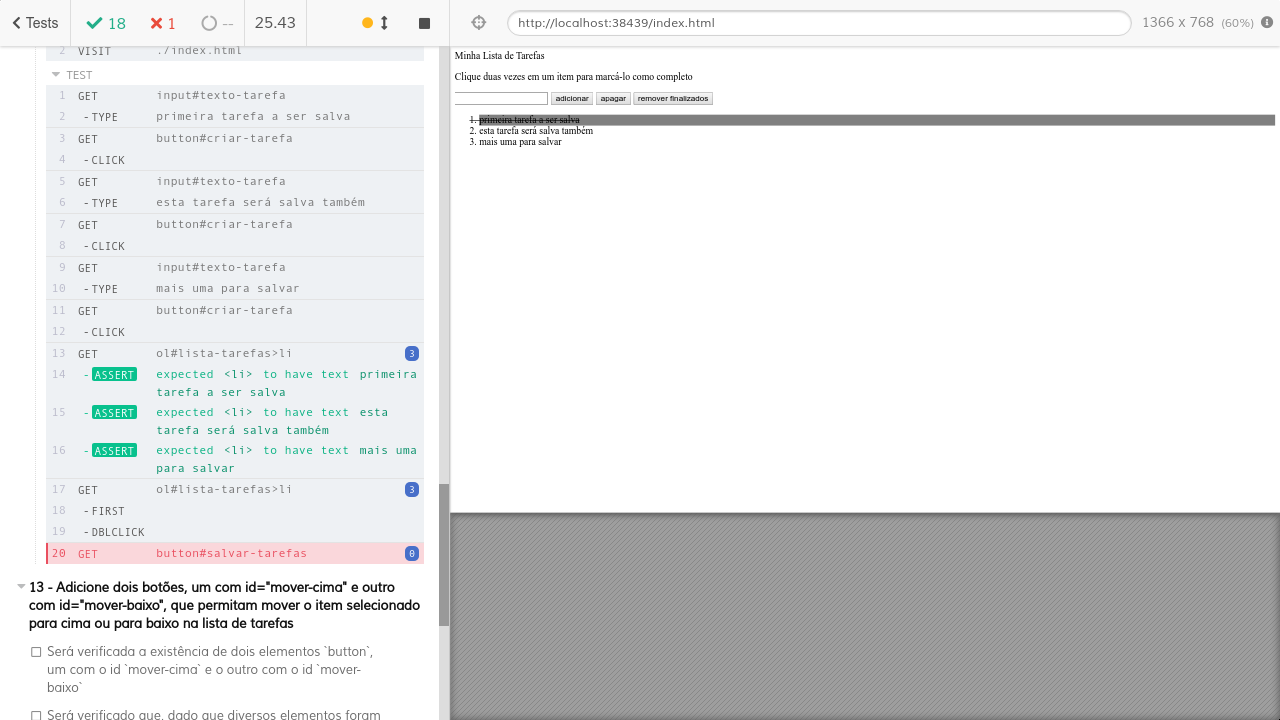 Tests 18 1 -- 25.43 http://localhost:38439/index.html 1366 x 768 (60%)
2 VISIT ./index.html
TEST
1 GET input#texto-tarefa
2 -TYPE primeira tarefa a ser salva
3 GET button#criar-tarefa
4 -CLICK
5 GET input#texto-tarefa
6 -TYPE esta tarefa será salva também
7 GET button#criar-tarefa
8 -CLICK
9 GET input#texto-tarefa
10 -TYPE mais uma para salvar
11 GET button#criar-tarefa
12 -CLICK
13 GET ol#lista-tarefas>li 3
14 -ASSERT expected <li> to have text primeira
tarefa a ser salva
15 -ASSERT expected <li> to have text esta
tarefa será salva também
16 -ASSERT expected <li> to have text mais uma
para salvar
17 GET ol#lista-tarefas>li 3
18 -FIRST
19 -DBLCLICK
20 GET button#salvar-tarefas 0
13 - Adicione dois botões, um com id="mover-cima" e outro
com id="mover-baixo", que permitam mover o item selecionado
para cima ou para baixo na lista de tarefas
Será verificada a existência de dois elementos `button`,
um com o id `mover-cima` e o outro com o id `mover-
baixo`
Será verificado que, dado que diversos elementos foram
Minha Lista de Tarefas
Clique duas vezes em um item para marcá-lo como completo
adicionar apagar remover finalizados
1. primeira tarefa a ser salva
2. esta tarefa será salva também
3. mais uma para salvar